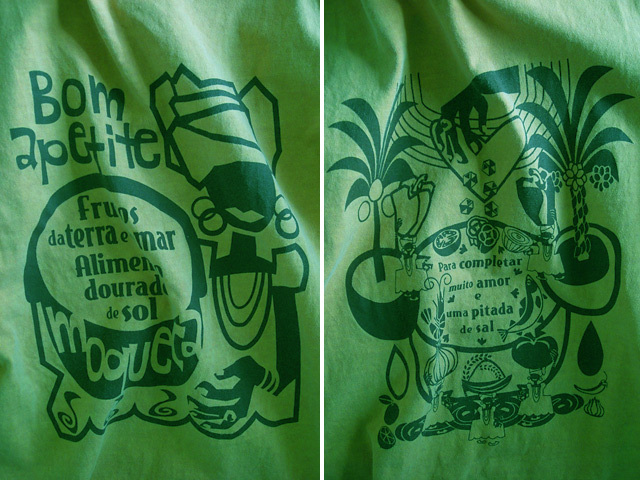 Bom
apetite
Frutos
da terra e mar
Alimento
dourado
de sol
moqueca
Para completar
muito amor
e
uma pitada
de sal